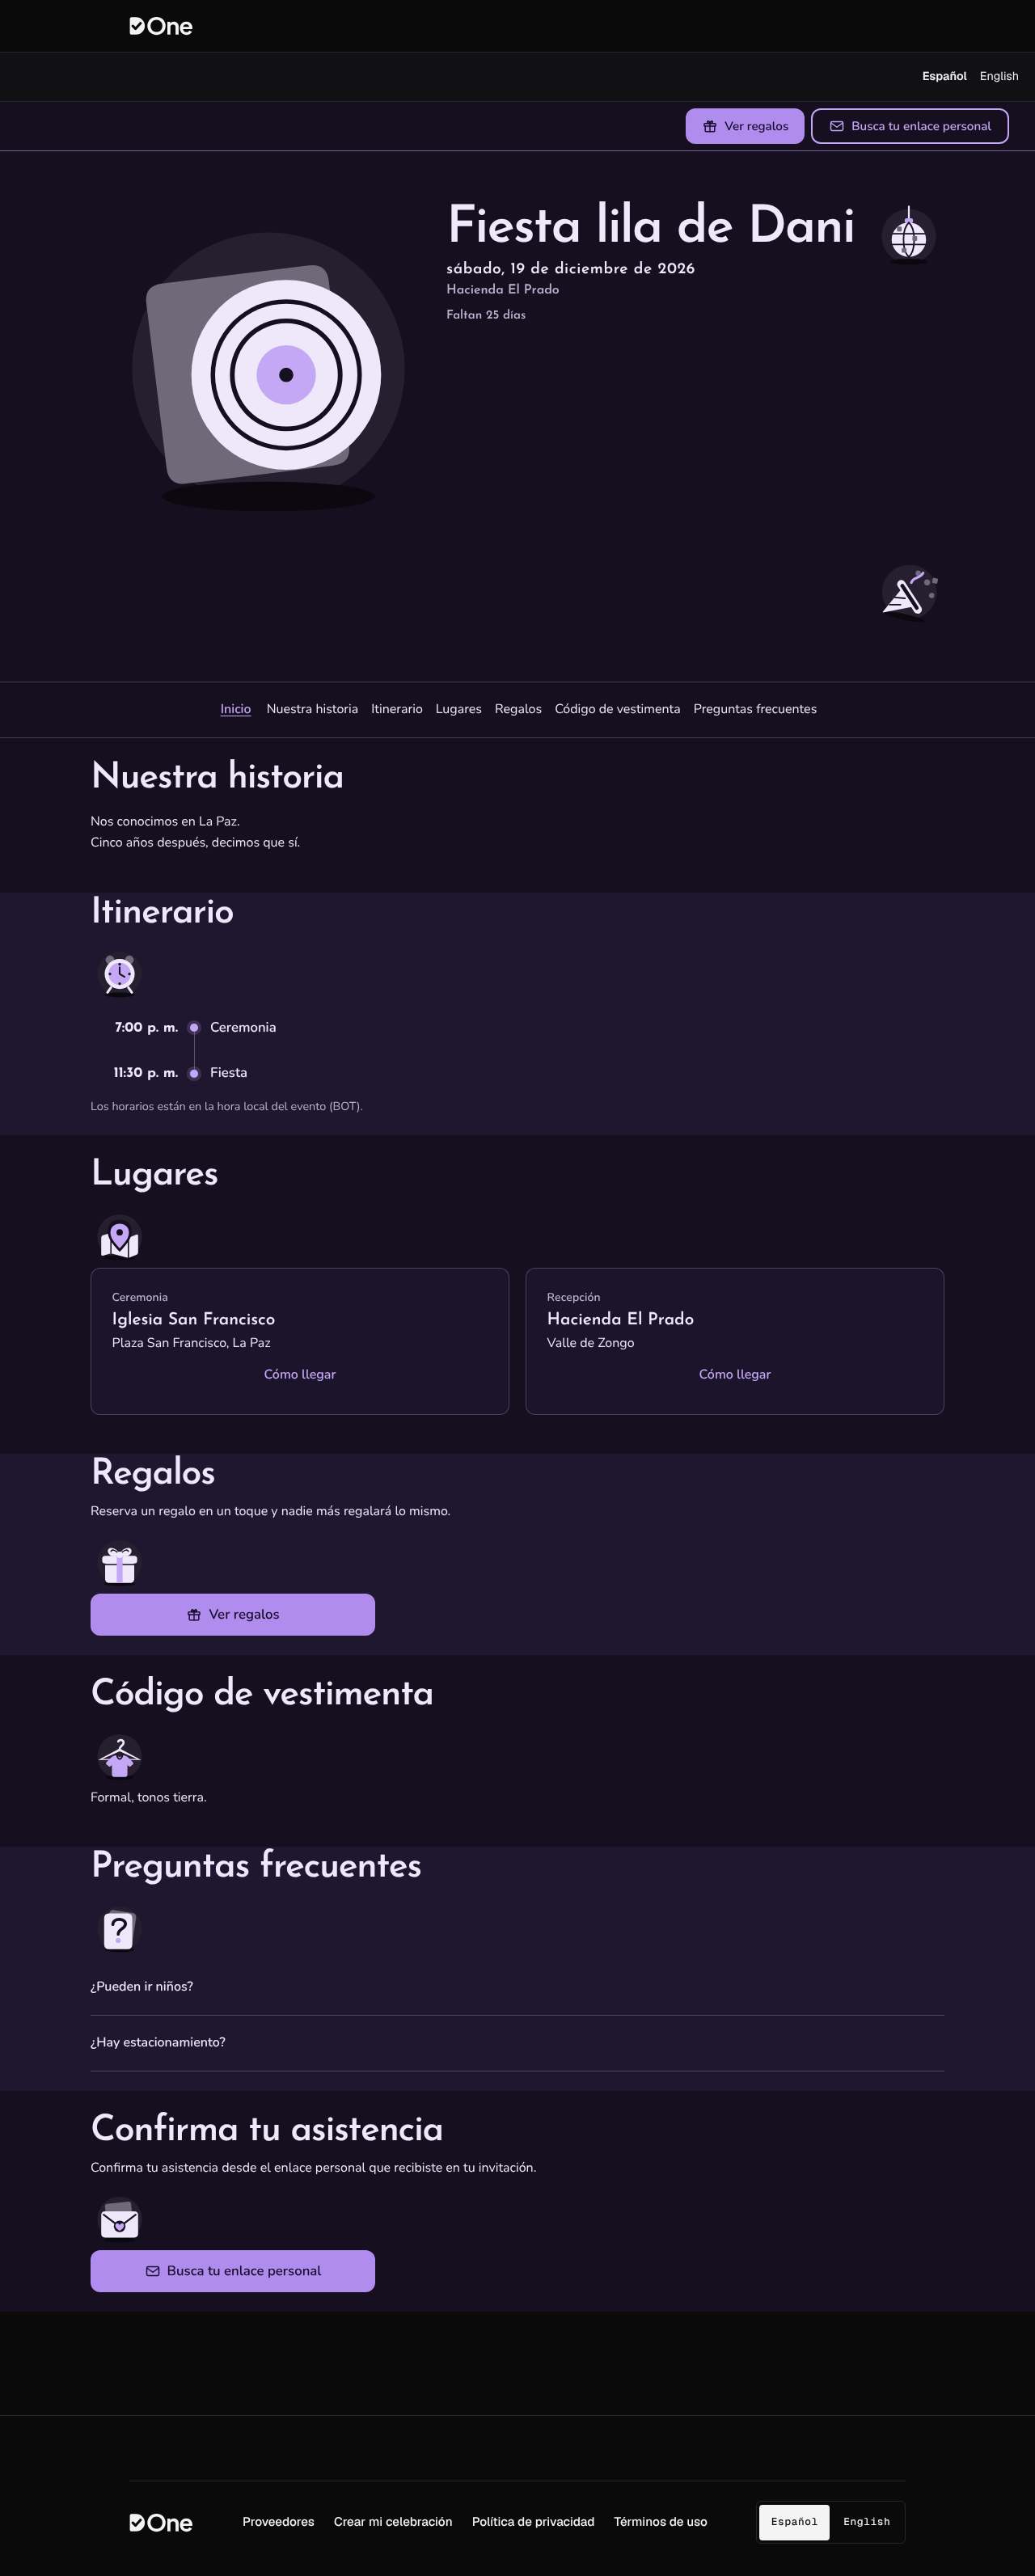 DOne
Español English
Ver regalos Busca tu enlace personal
Fiesta lila de Dani
sábado, 19 de diciembre de 2026
Hacienda El Prado
Faltan 25 días
Inicio Nuestra historia Itinerario Lugares Regalos Código de vestimenta Preguntas frecuentes
Nuestra historia
Nos conocimos en La Paz.
Cinco años después, decimos que sí.
Itinerario
7:00 p. m. Ceremonia
11:30 p. m. Fiesta
Los horarios están en la hora local del evento (BOT).
Lugares
Ceremonia
Iglesia San Francisco
Plaza San Francisco, La Paz
Cómo llegar
Recepción
Hacienda El Prado
Valle de Zongo
Cómo llegar
Regalos
Reserva un regalo en un toque y nadie más regalará lo mismo.
Ver regalos
Código de vestimenta
Formal, tonos tierra.
Preguntas frecuentes
?
¿Pueden ir niños?
¿Hay estacionamiento?
Confirma tu asistencia
Confirma tu asistencia desde el enlace personal que recibiste en tu invitación.
Busca tu enlace personal
DOne Proveedores Crear mi celebración Política de privacidad Términos de uso Español English